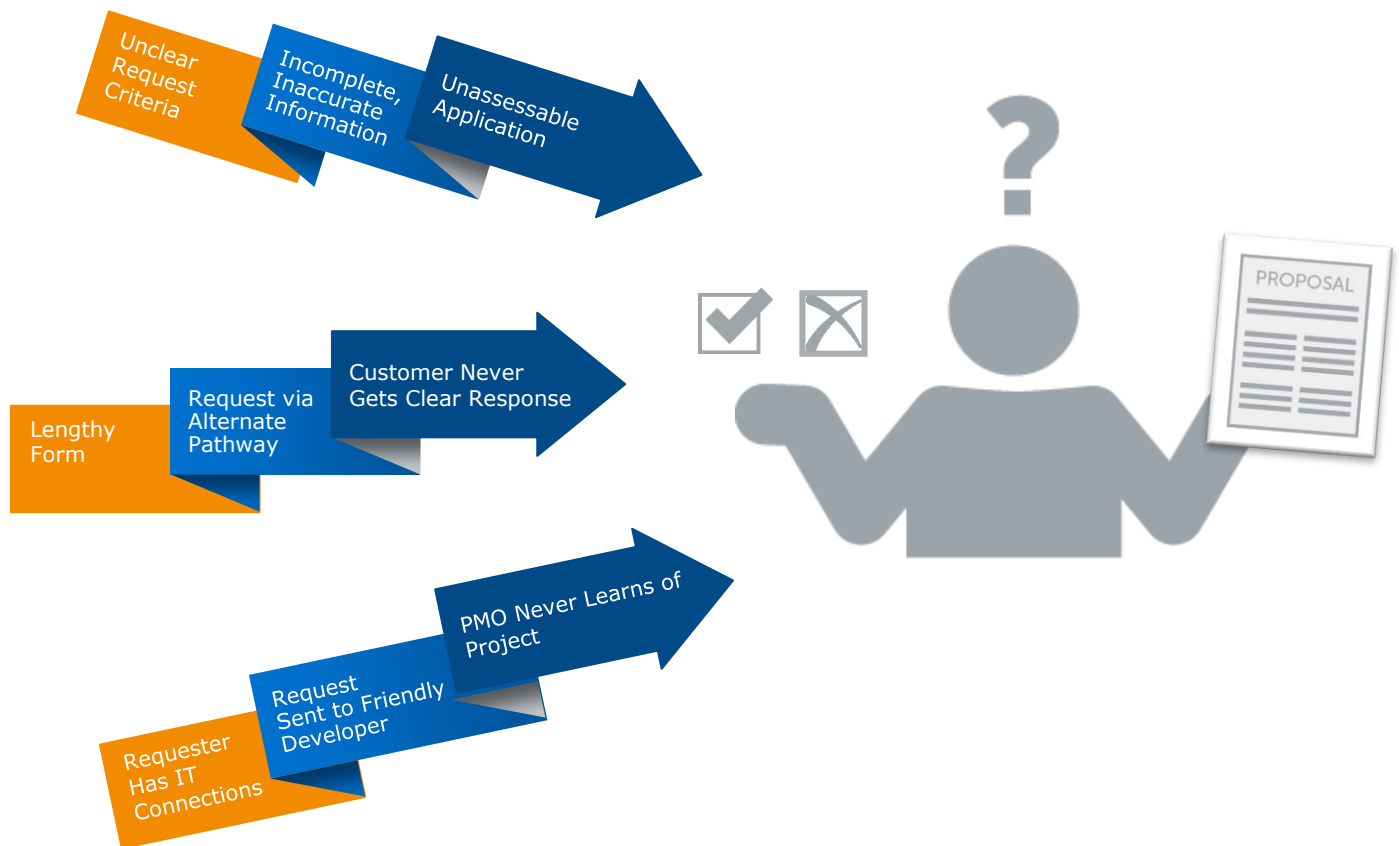 Unclear
Request
Criteria
Incomplete,
Inaccurate
Information
Unassessable
Application
?
PROPOSAL
Lengthy
Form
Request via
Alternate
Pathway
Customer Never
Gets Clear Response
Requester
Has IT
Connections
Request
Sent to Friendly
Developer
PMO Never Learns of
Project